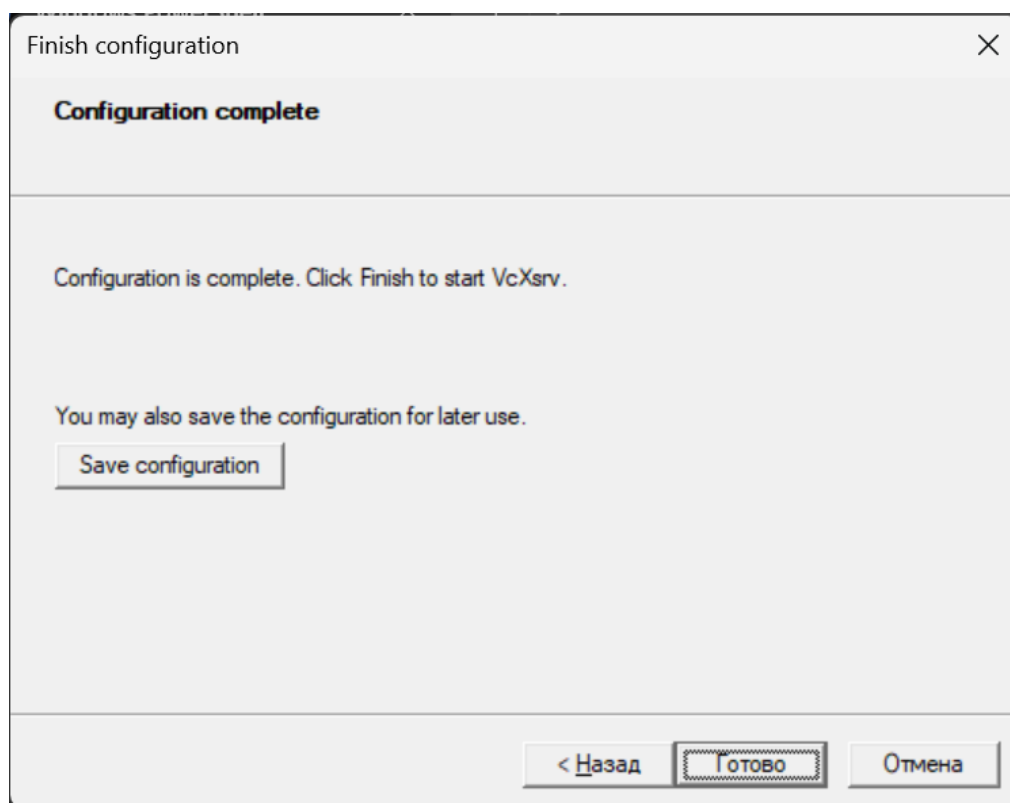 Finish configuration
Configuration complete
Configuration is complete. Click Finish to start VcXsrv.
You may also save the configuration for later use.
Save configuration
< Назад Готово Отмена